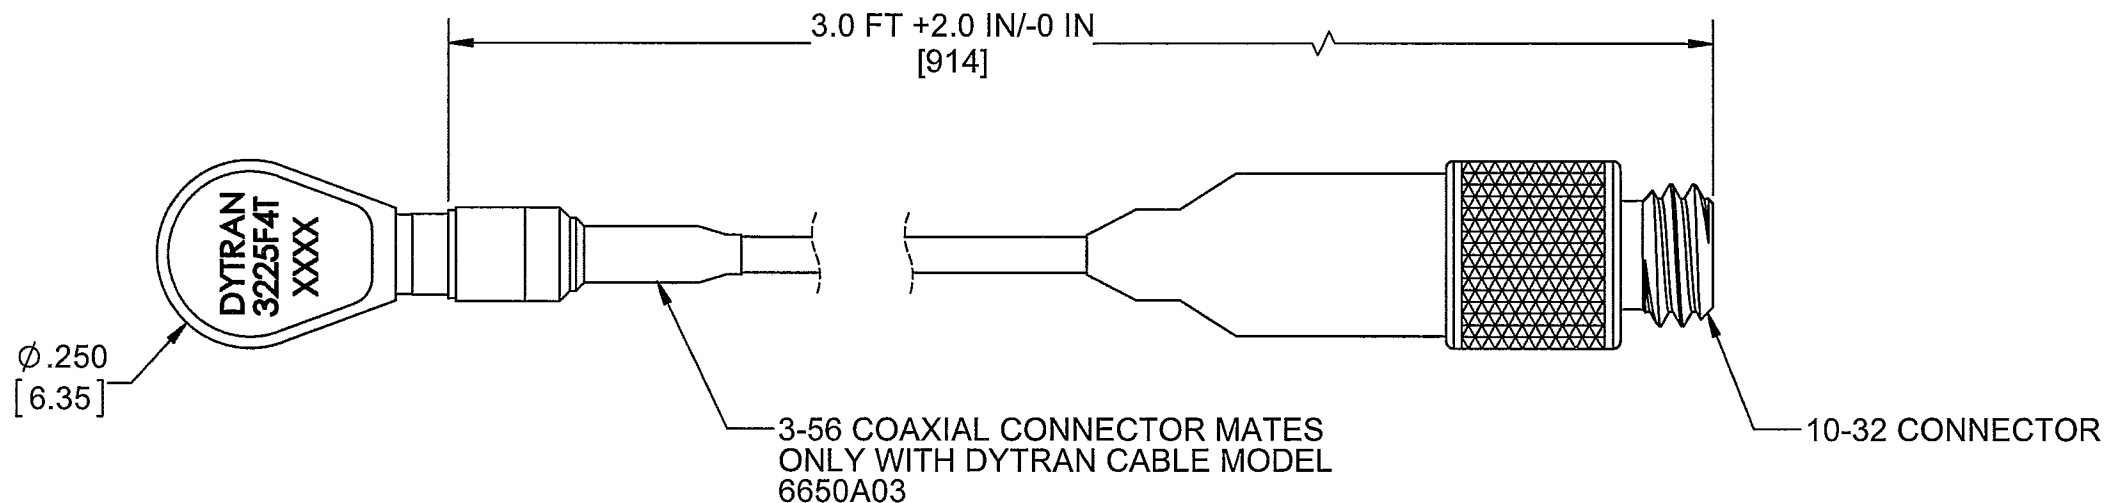 3.0 FT +2.0 IN/-0 IN
[914]
DYTRAN
3225F4T
XXXX
∅.250
[6.35]
3-56 COAXIAL CONNECTOR MATES
ONLY WITH DYTRAN CABLE MODEL
6650A03
10-32 CONNECTOR